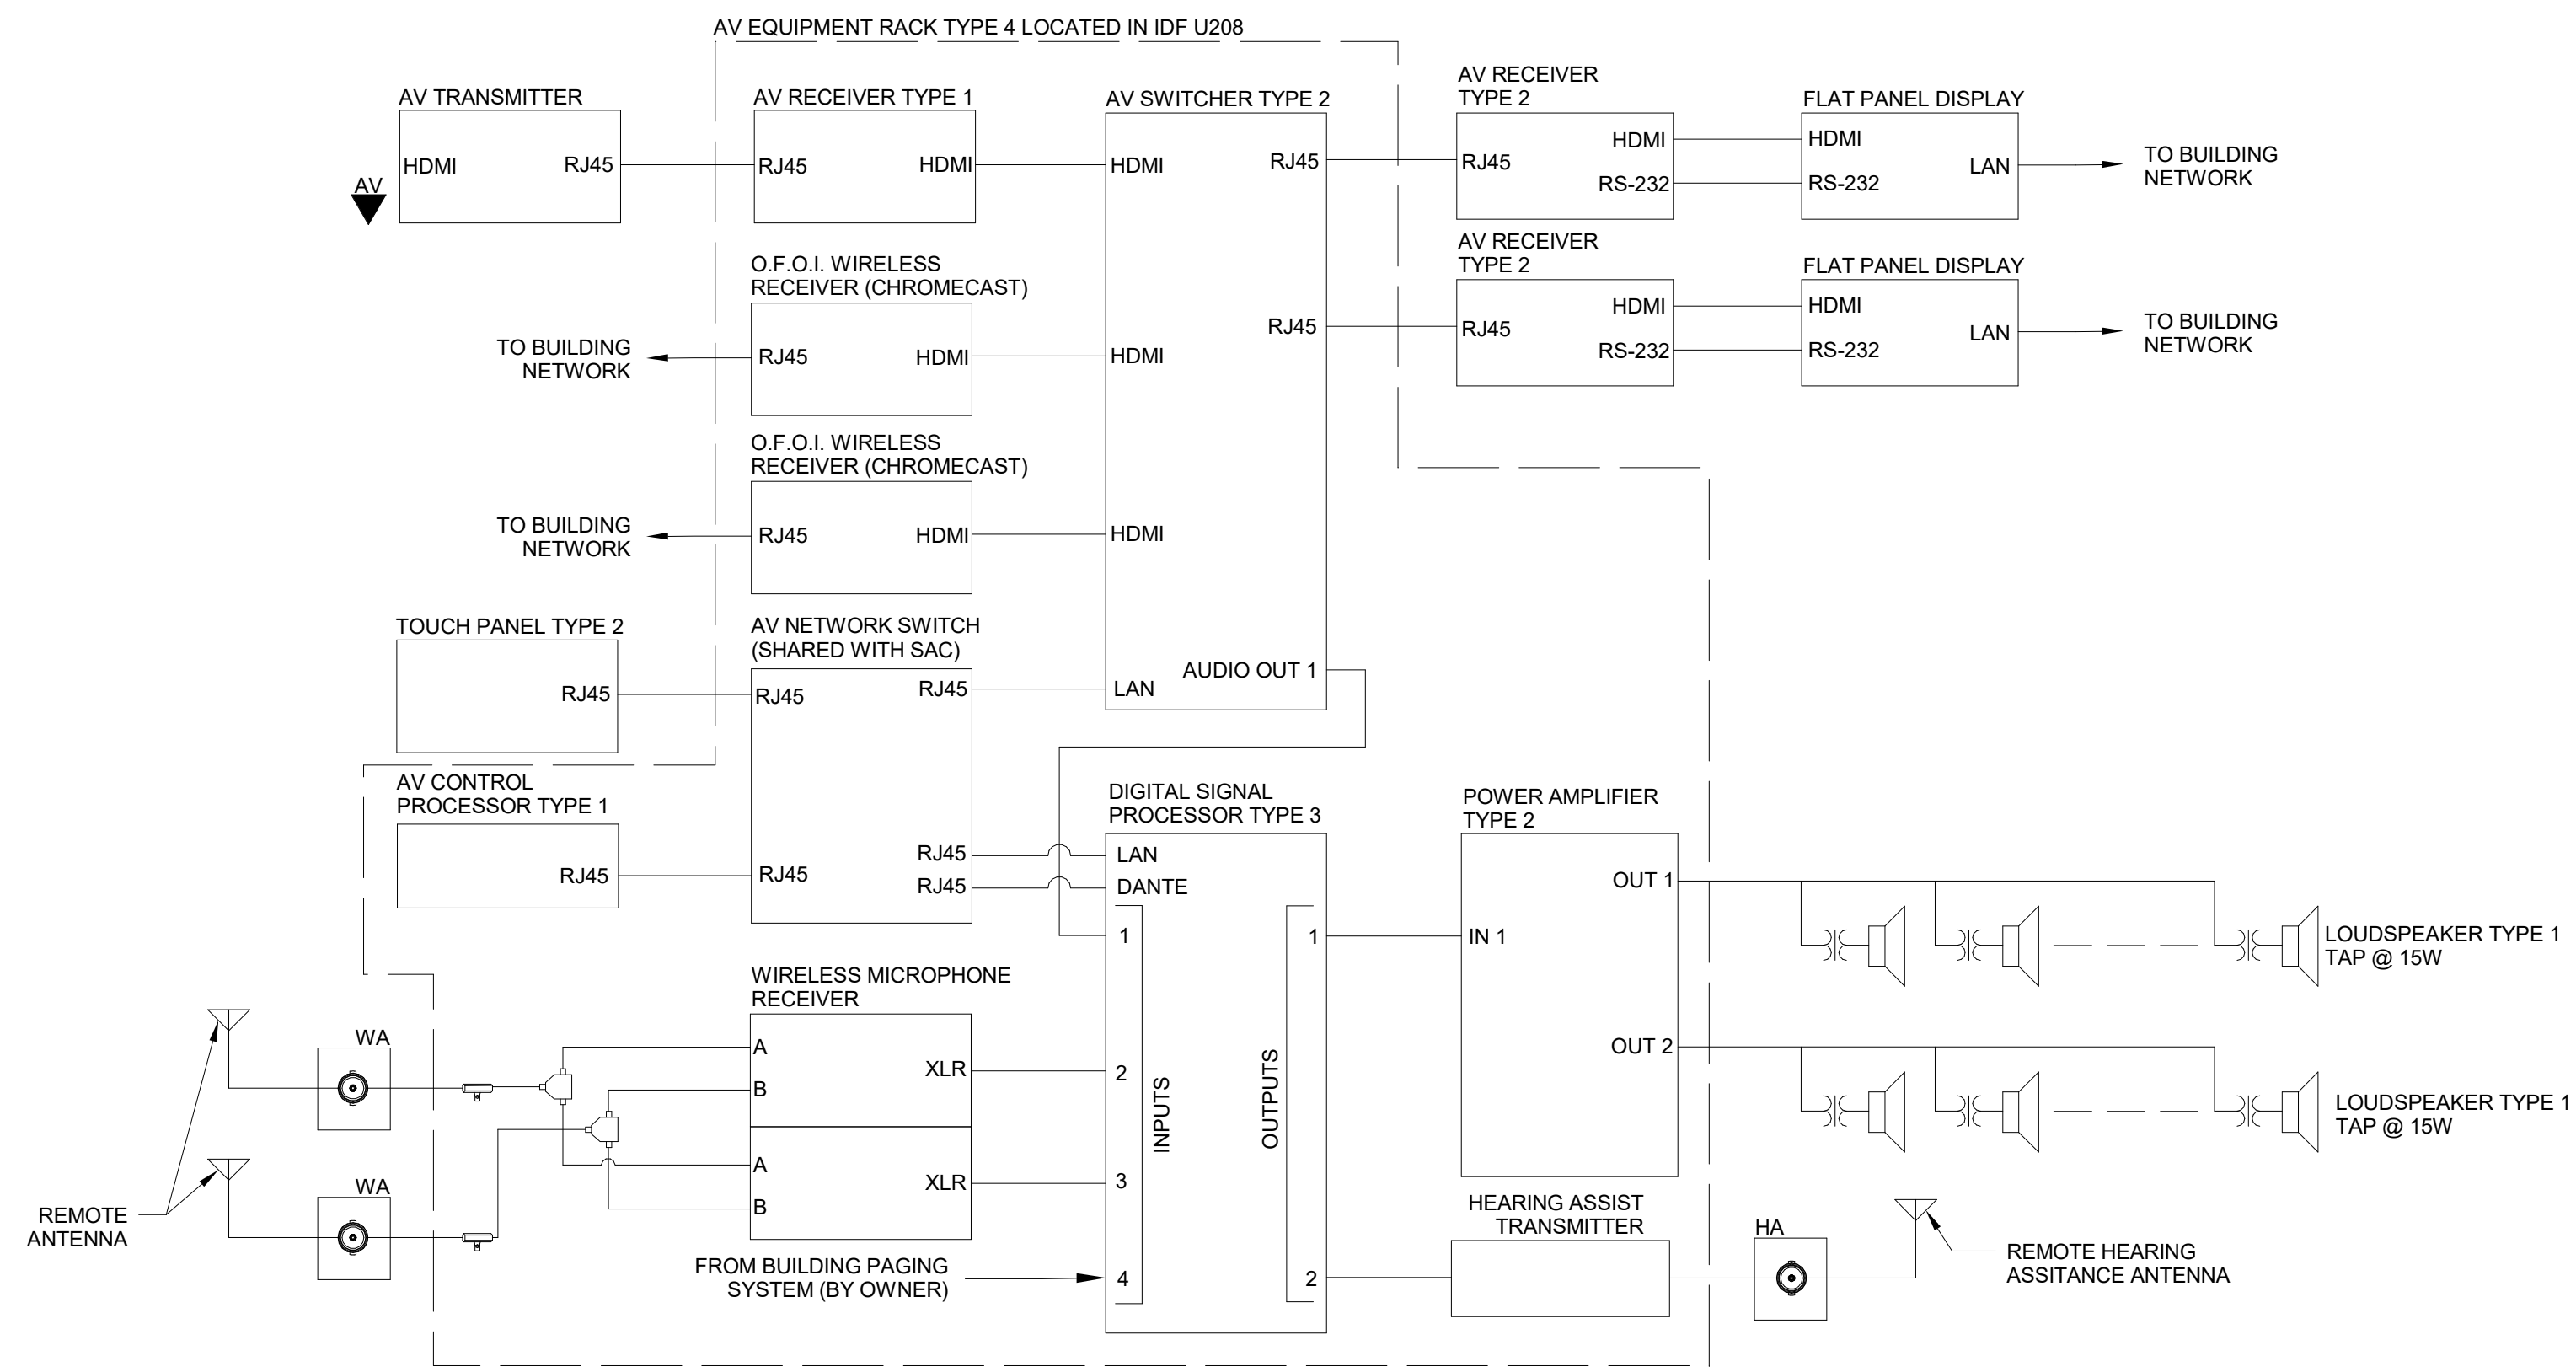 AV EQUIPMENT RACK TYPE 4 LOCATED IN IDF U208
AV TRANSMITTER
HDMI
RJ45
AV
AV RECEIVER TYPE 1
RJ45
HDMI
AV SWITCHER TYPE 2
HDMI
RJ45
HDMI
RJ45
HDMI
LAN
AUDIO OUT 1
AV RECEIVER
TYPE 2
RJ45
HDMI
RS-232
FLAT PANEL DISPLAY
HDMI
RS-232
LAN
TO BUILDING
NETWORK
AV RECEIVER
TYPE 2
RJ45
HDMI
RS-232
FLAT PANEL DISPLAY
HDMI
RS-232
LAN
TO BUILDING
NETWORK
O.F.O.I. WIRELESS
RECEIVER (CHROMECAST)
RJ45
HDMI
TO BUILDING
NETWORK
O.F.O.I. WIRELESS
RECEIVER (CHROMECAST)
RJ45
HDMI
TO BUILDING
NETWORK
TOUCH PANEL TYPE 2
RJ45
AV NETWORK SWITCH
(SHARED WITH SAC)
RJ45
RJ45
RJ45
RJ45
RJ45
AV CONTROL
PROCESSOR TYPE 1
RJ45
DIGITAL SIGNAL
PROCESSOR TYPE 3
LAN
DANTE
1
2
3
4
INPUTS
OUTPUTS
1
2
POWER AMPLIFIER
TYPE 2
IN 1
OUT 1
OUT 2
LOUDSPEAKER TYPE 1
TAP @ 15W
LOUDSPEAKER TYPE 1
TAP @ 15W
WIRELESS MICROPHONE
RECEIVER
A
B
XLR
A
B
XLR
WA
WA
REMOTE
ANTENNA
FROM BUILDING PAGING
SYSTEM (BY OWNER)
HEARING ASSIST
TRANSMITTER
HA
REMOTE HEARING
ASSITANCE ANTENNA